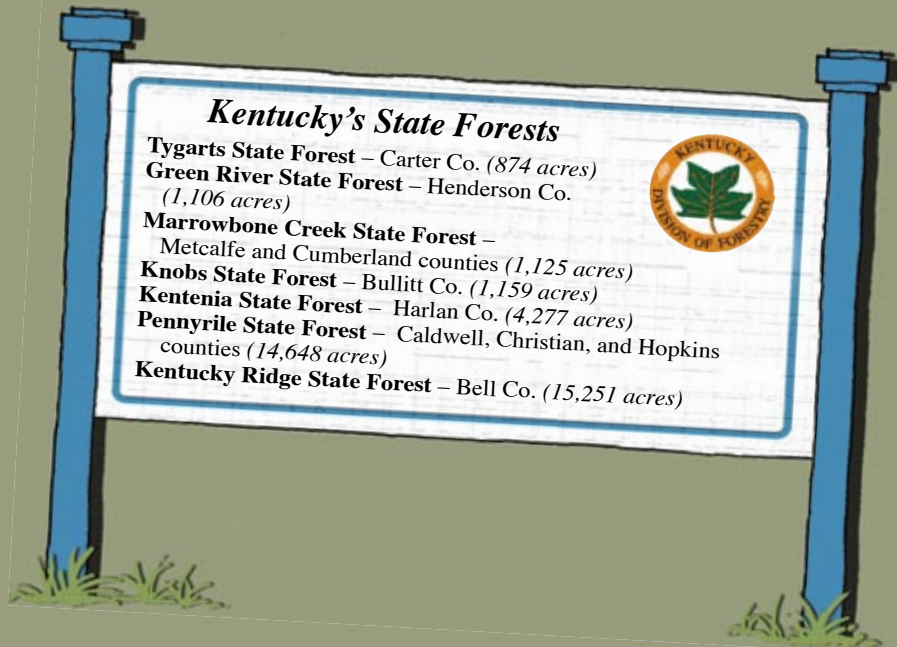 Kentucky's State Forests
Tygarts State Forest – Carter Co. (874 acres)
Green River State Forest – Henderson Co.
(1,106 acres)
Marrowbone Creek State Forest –
Metcalfe and Cumberland counties (1,125 acres)
Knobs State Forest – Bullitt Co. (1,159 acres)
Kentenia State Forest – Harlan Co. (4,277 acres)
Pennyrile State Forest – Caldwell, Christian, and Hopkins
counties (14,648 acres)
Kentucky Ridge State Forest – Bell Co. (15,251 acres)
KENTUCKY
DIVISION OF FORESTRY